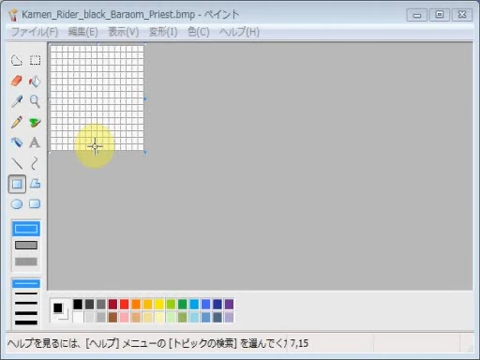 Kamen_Rider_black_Baraom_Priest.bmp - ペイント
ファイル(F) 編集(E) 表示(V) 変形(I) 色(C) ヘルプ(H)
A
ヘルプを見るには、[ヘルプ] メニューの [トピックの検索] を選んでく 7,15